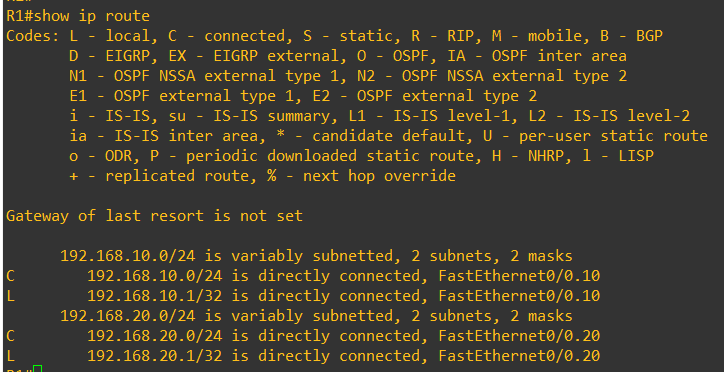 R1#show ip route
Codes: L - local, C - connected, S - static, R - RIP, M - mobile, B - BGP
       D - EIGRP, EX - EIGRP external, O - OSPF, IA - OSPF inter area
       N1 - OSPF NSSA external type 1, N2 - OSPF NSSA external type 2
       E1 - OSPF external type 1, E2 - OSPF external type 2
       i - IS-IS, su - IS-IS summary, L1 - IS-IS level-1, L2 - IS-IS level-2
       ia - IS-IS inter area, * - candidate default, U - per-user static route
       o - ODR, P - periodic downloaded static route, H - NHRP, l - LISP
       + - replicated route, % - next hop override
Gateway of last resort is not set
      192.168.10.0/24 is variably subnetted, 2 subnets, 2 masks
C        192.168.10.0/24 is directly connected, FastEthernet0/0.10
L        192.168.10.1/32 is directly connected, FastEthernet0/0.10
      192.168.20.0/24 is variably subnetted, 2 subnets, 2 masks
C        192.168.20.0/24 is directly connected, FastEthernet0/0.20
L        192.168.20.1/32 is directly connected, FastEthernet0/0.20
R1#